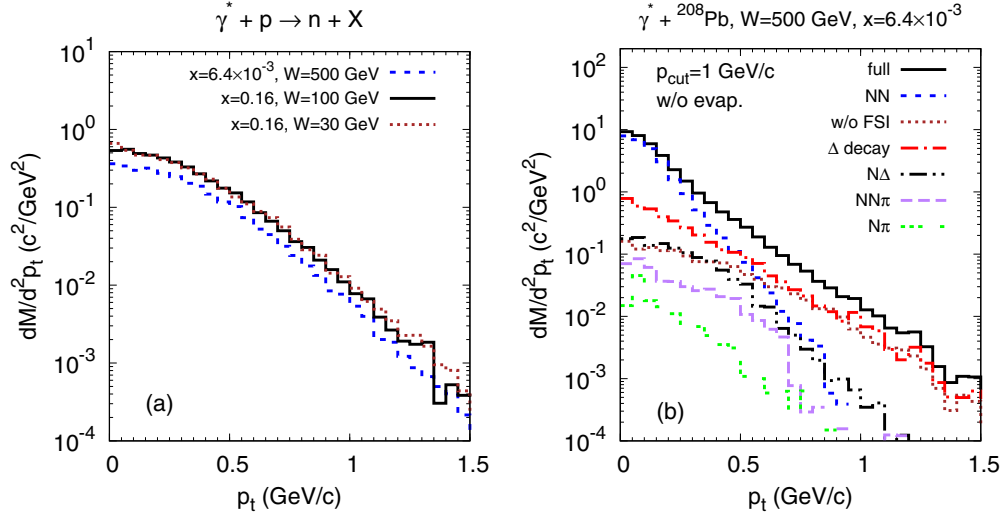 γ* + p → n + X
x=6.4×10⁻³, W=500 GeV
x=0.16, W=100 GeV
x=0.16, W=30 GeV
10¹
10⁰
10⁻¹
10⁻²
10⁻³
10⁻⁴
dM/d²pₜ (c²/GeV²)
(a)
0
0.5
1
1.5
pₜ (GeV/c)
γ* + ²⁰⁸Pb, W=500 GeV, x=6.4×10⁻³
p_cut=1 GeV/c
w/o evap.
full
NN
w/o FSI
Δ decay
NΔ
NNπ
Nπ
10²
10¹
10⁰
10⁻¹
10⁻²
10⁻³
10⁻⁴
dM/d²pₜ (c²/GeV²)
(b)
0
0.5
1
1.5
pₜ (GeV/c)